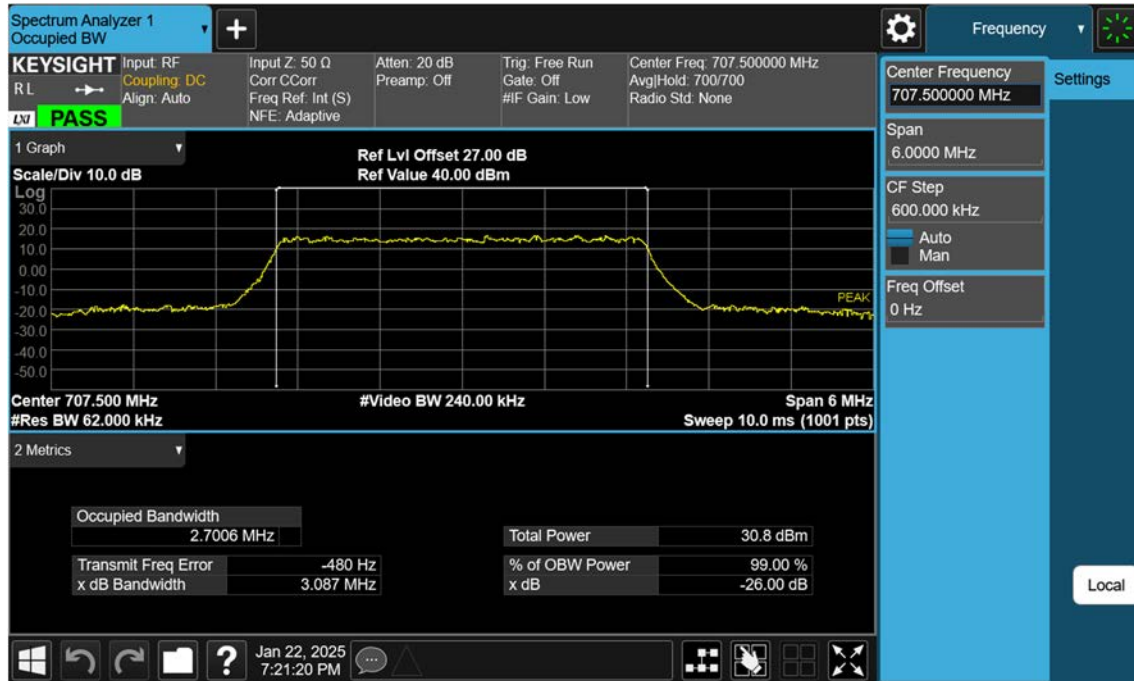 Spectrum Analyzer 1
Occupied BW
Frequency
KEYSIGHT
RL
LXI
PASS
Input: RF
Coupling: DC
Align: Auto
Input Z: 50 Ω
Corr CCorr
Freq Ref: Int (S)
NFE: Adaptive
Atten: 20 dB
Preamp: Off
Trig: Free Run
Gate: Off
#IF Gain: Low
Center Freq: 707.500000 MHz
Avg|Hold: 700/700
Radio Std: None
Center Frequency
707.500000 MHz
Settings
Span
6.0000 MHz
CF Step
600.000 kHz
Auto
Man
Freq Offset
0 Hz
1 Graph
Ref Lvl Offset 27.00 dB
Scale/Div 10.0 dB
Ref Value 40.00 dBm
Log
30.0
20.0
10.0
0.00
-10.0
-20.0
-30.0
-40.0
-50.0
PEAK
Center 707.500 MHz
#Video BW 240.00 kHz
Span 6 MHz
#Res BW 62.000 kHz
Sweep 10.0 ms (1001 pts)
2 Metrics
Occupied Bandwidth
2.7006 MHz
Total Power 30.8 dBm
Transmit Freq Error -480 Hz
% of OBW Power 99.00 %
x dB Bandwidth 3.087 MHz
x dB -26.00 dB
Local
?
Jan 22, 2025
7:21:20 PM